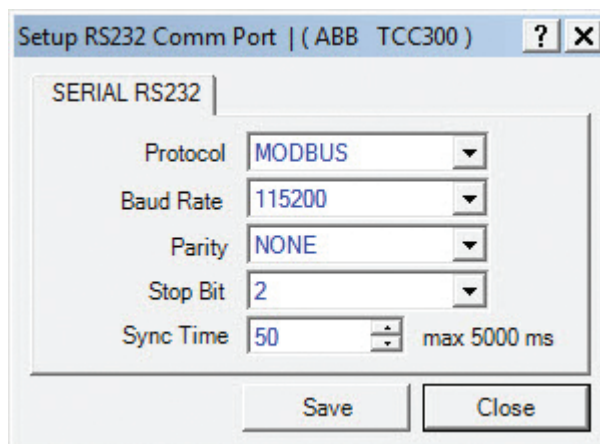 Setup RS232 Comm Port | ( ABB TCC300 ) ?
SERIAL RS232
Protocol MODBUS
Baud Rate 115200
Parity NONE
Stop Bit 2
Sync Time 50 max 5000 ms
Save Close